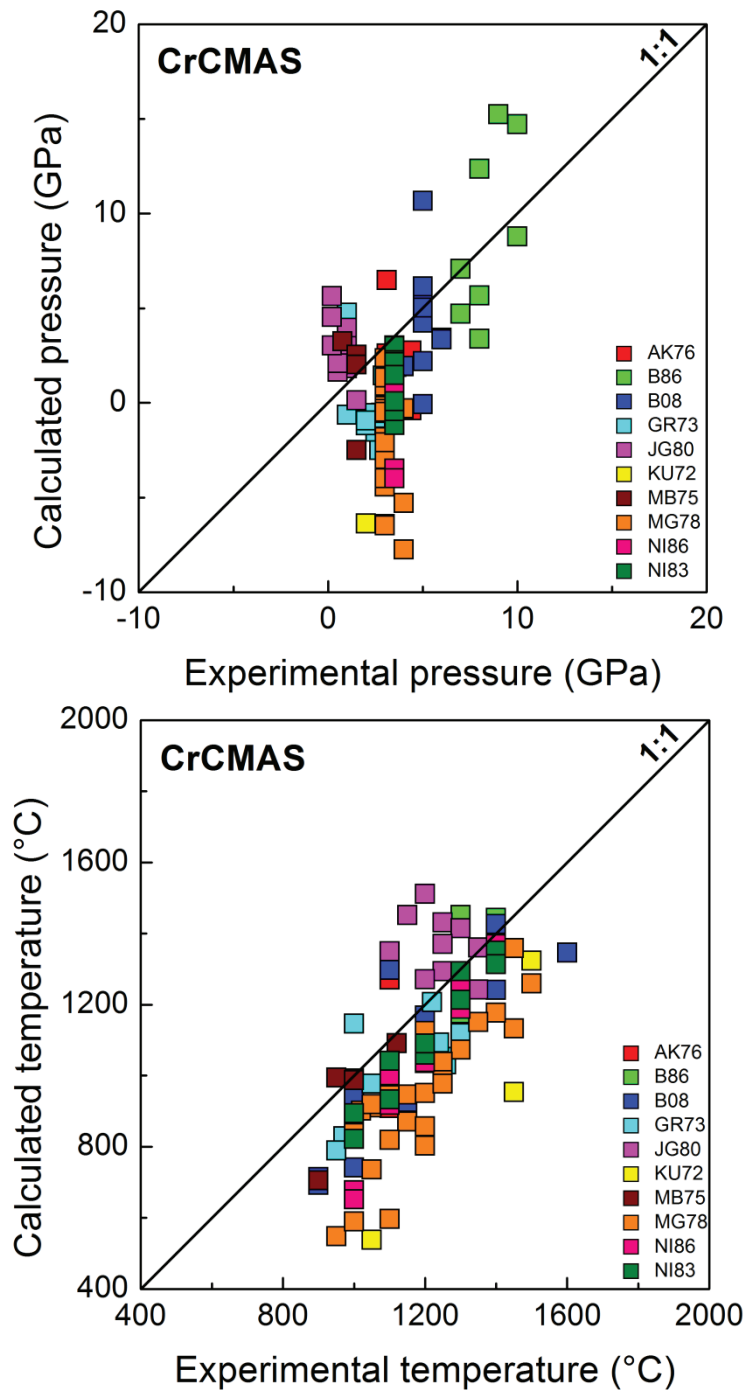 20
CrCMAS
1:1
10
0
-10
Calculated pressure (GPa)
AK76
B86
B08
GR73
JG80
KU72
MB75
MG78
NI86
NI83
-10 0 10 20
Experimental pressure (GPa)
2000
CrCMAS
1:1
1600
1200
800
400
Calculated temperature (°C)
AK76
B86
B08
GR73
JG80
KU72
MB75
MG78
NI86
NI83
400 800 1200 1600 2000
Experimental temperature (°C)